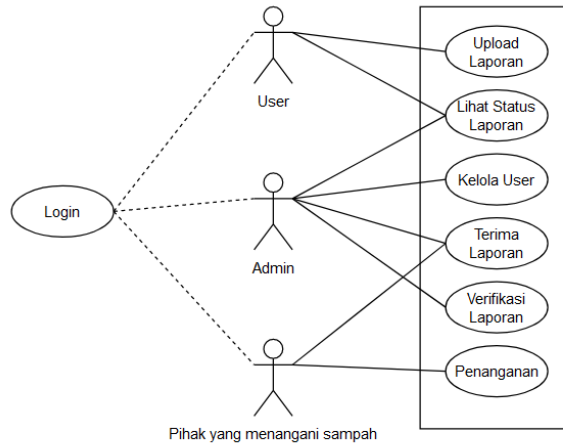 User
Upload
Laporan
Lihat Status
Laporan
Login
Admin
Kelola User
Terima
Laporan
Verifikasi
Laporan
Pihak yang menangani sampah
Penanganan